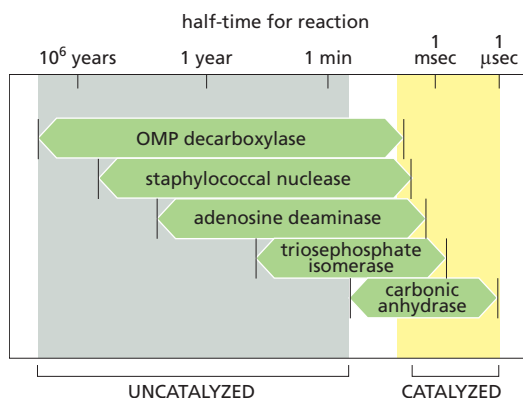 half-time for reaction
10⁶ years 1 year 1 min 1 msec 1 µsec
OMP decarboxylase
staphylococcal nuclease
adenosine deaminase
triosephosphate
isomerase
carbonic
anhydrase
UNCATALYZED CATALYZED